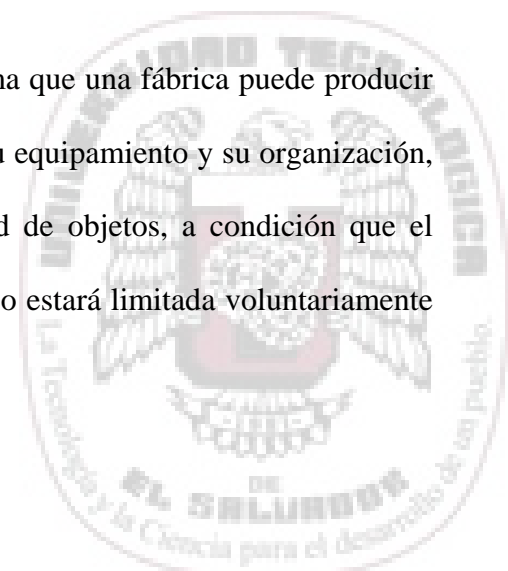 na que una fábrica puede producir
u equipamiento y su organización,
d de objetos, a condición que el
o estará limitada voluntariamente
UNIVERSIDAD TECNOLOGICA
DE
EL SALVADOR
La Tecnología y la Ciencia para el desarrollo de un pueblo.